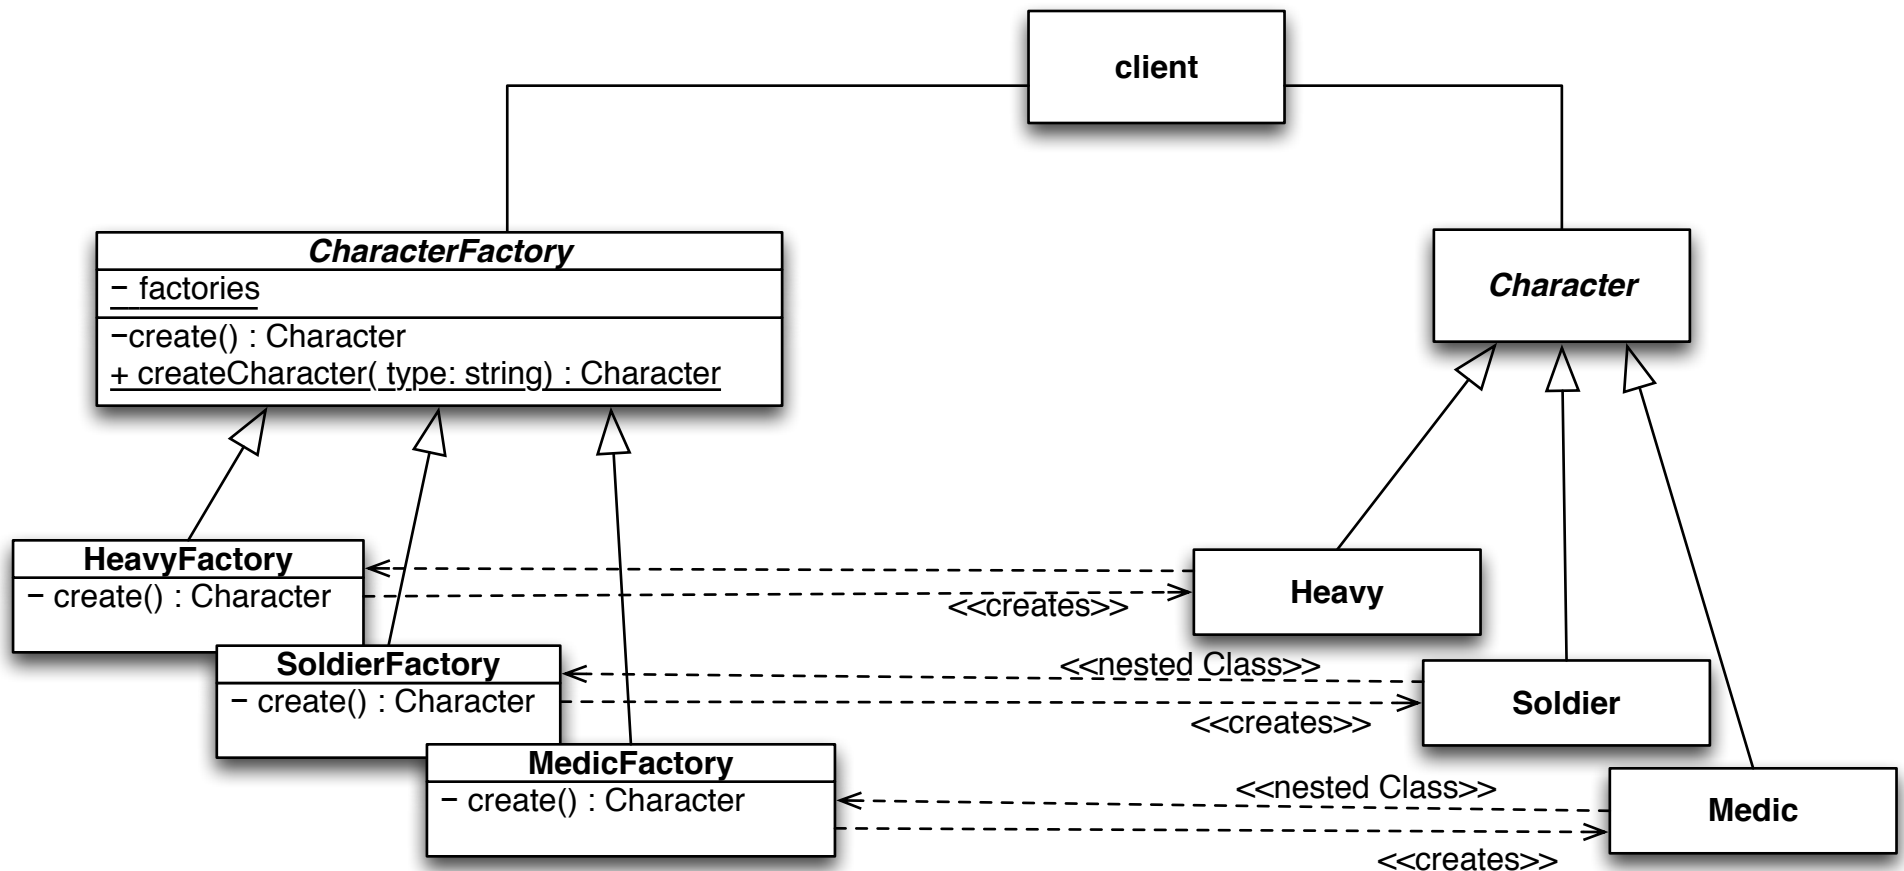 client
CharacterFactory
− factories
−create() : Character
+ createCharacter( type: string) : Character
Character
HeavyFactory
− create() : Character
<<creates>>
Heavy
SoldierFactory
− create() : Character
<<nested Class>>
<<creates>>
Soldier
MedicFactory
− create() : Character
<<nested Class>>
<<creates>>
Medic